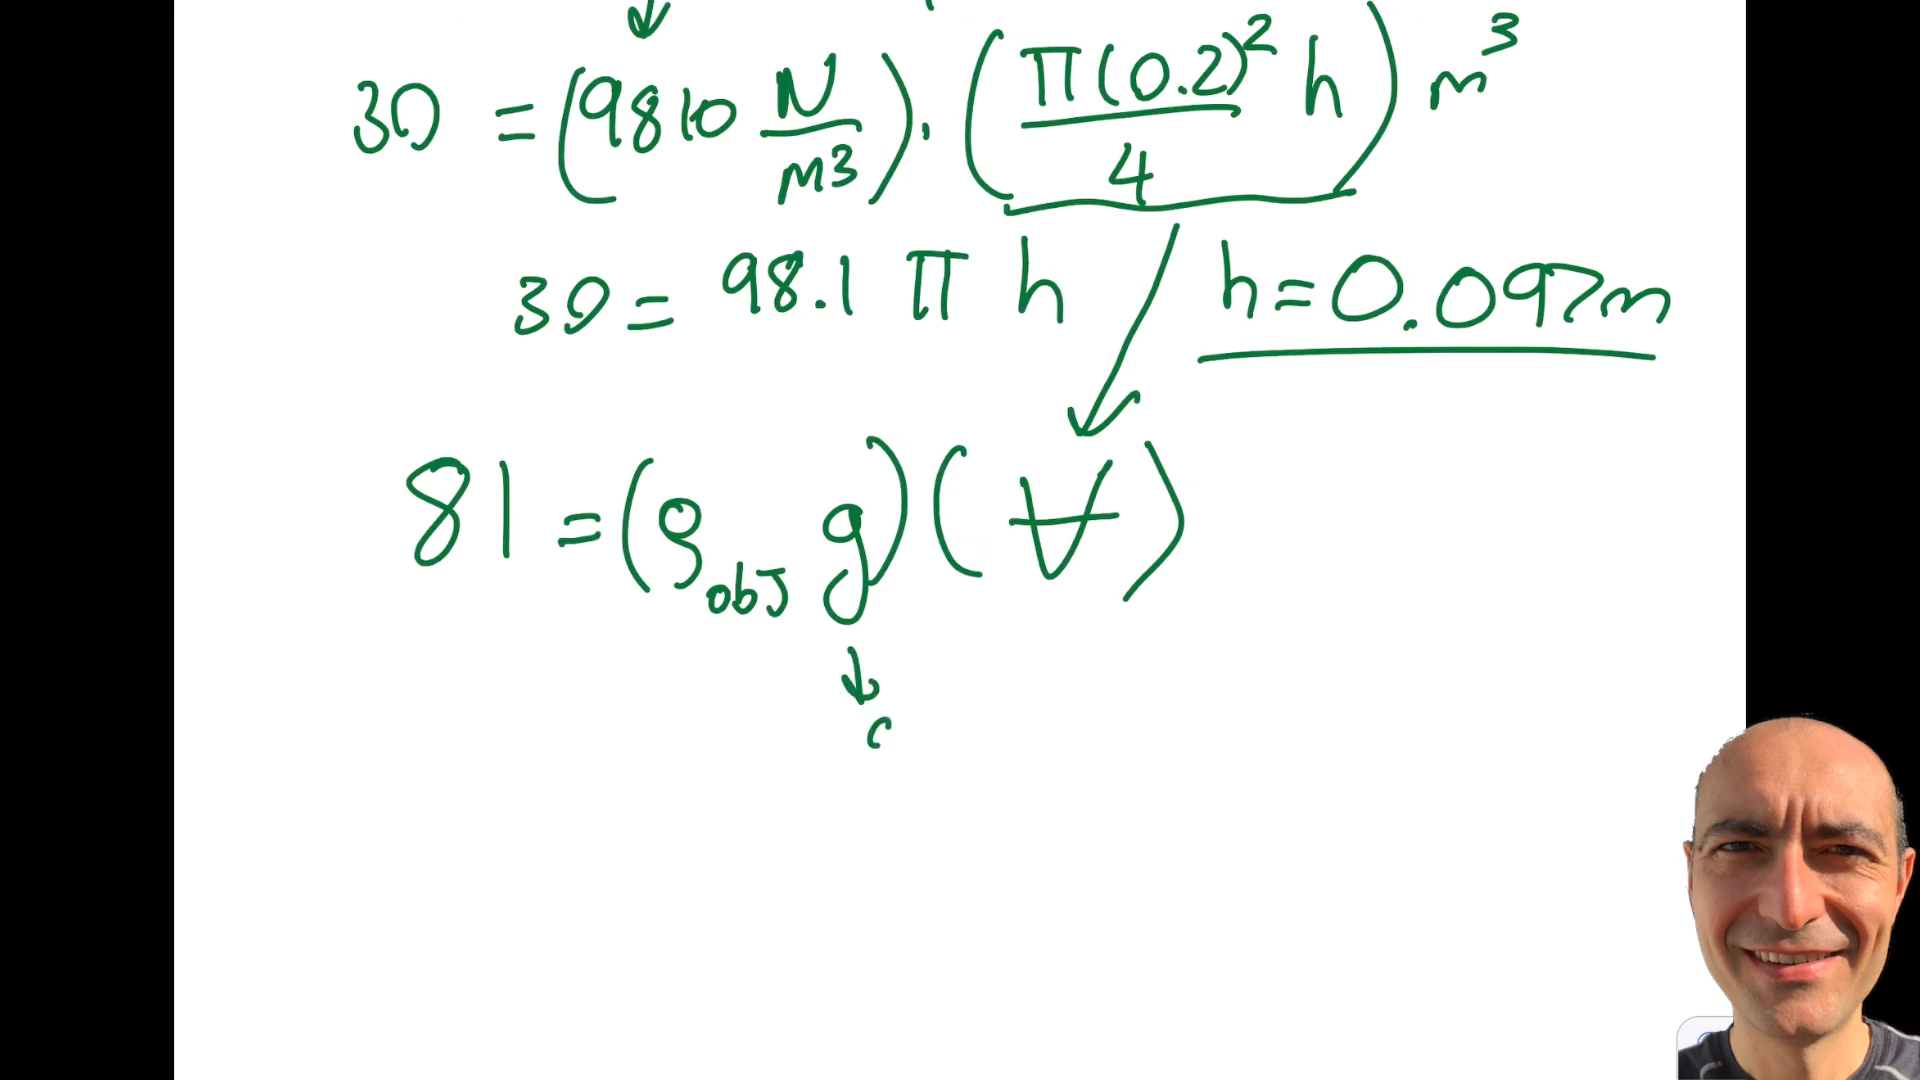 30 = (9810 N/m3) . (π(0.2)² h / 4) m³
30 = 98.1 π h h = 0.097m
81 = (ρobJ g)(V)